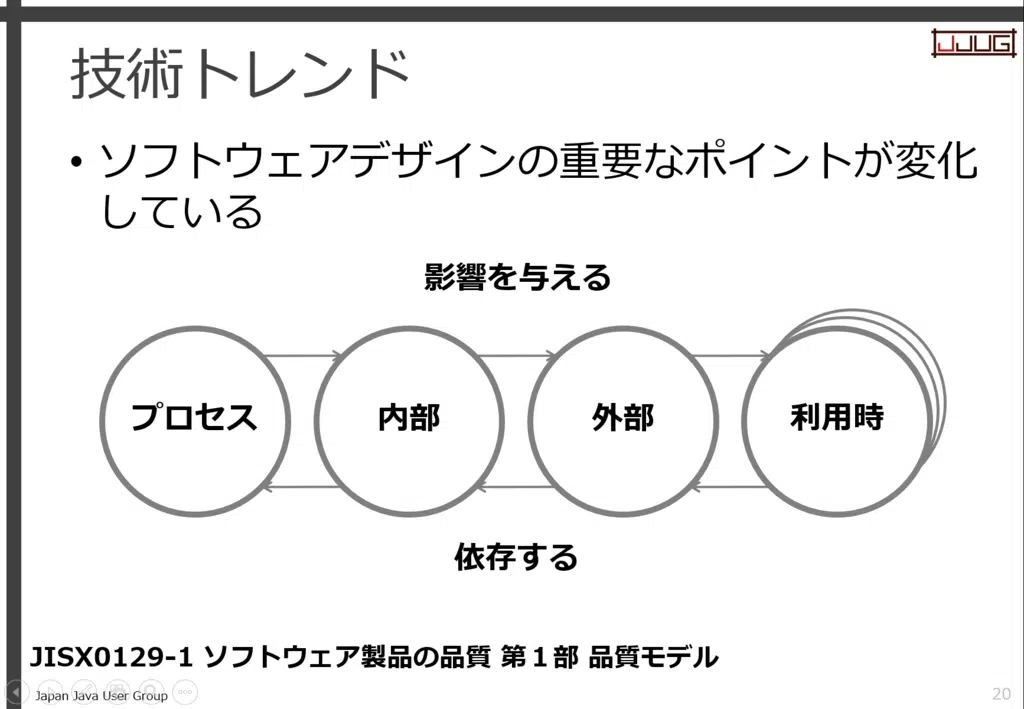 JJUG
技術トレンド
• ソフトウェアデザインの重要なポイントが変化
している
影響を与える
プロセス
内部
外部
利用時
依存する
JISX0129-1 ソフトウェア製品の品質 第１部 品質モデル
Japan Java User Group
20